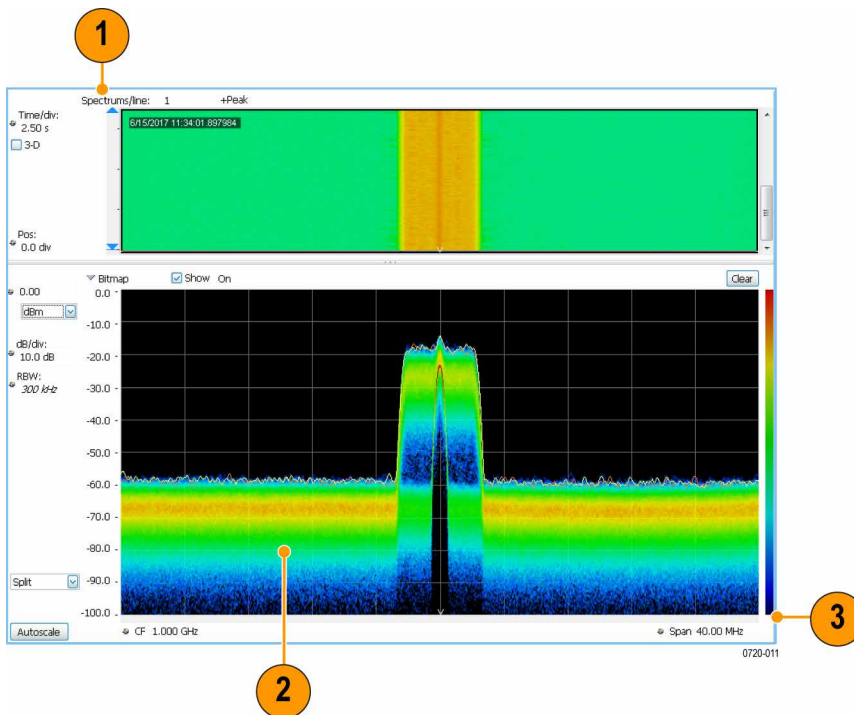 1
Spectrums/line: 1 +Peak
Time/div:
2.50 s
6/15/2017 11:34:01.897984
3-D
Pos:
0.0 div
Bitmap Show On Clear
0.00
0.0
dBm
-10.0
dB/div:
10.0 dB
-20.0
RBW:
300 kHz
-30.0
-40.0
-50.0
-60.0
-70.0
-80.0
Split
-90.0
-100.0
Autoscale CF 1.000 GHz Span 40.00 MHz
3
0720-011
2